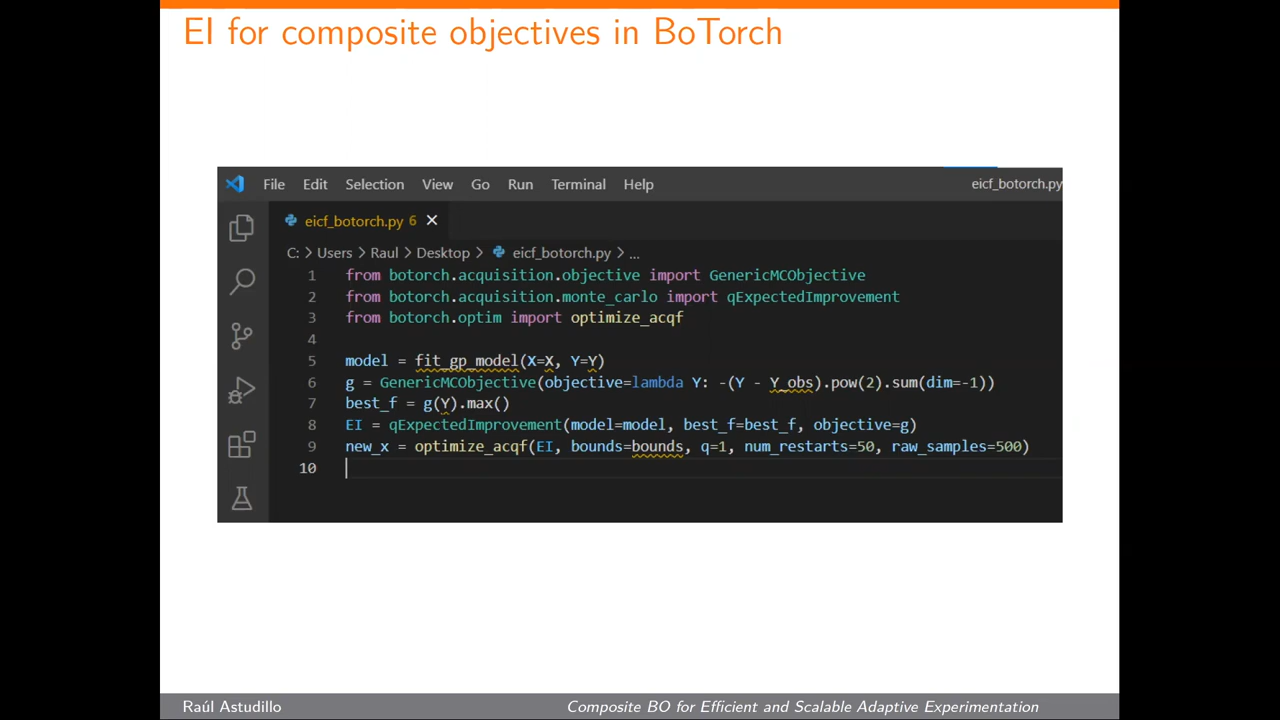 EI for composite objectives in BoTorch
File Edit Selection View Go Run Terminal Help eicf_botorch.py
eicf_botorch.py 6
C: > Users > Raul > Desktop > eicf_botorch.py > ...
1 from botorch.acquisition.objective import GenericMCObjective
2 from botorch.acquisition.monte_carlo import qExpectedImprovement
3 from botorch.optim import optimize_acqf
4
5 model = fit_gp_model(X=X, Y=Y)
6 g = GenericMCObjective(objective=lambda Y: -(Y - Y_obs).pow(2).sum(dim=-1))
7 best_f = g(Y).max()
8 EI = qExpectedImprovement(model=model, best_f=best_f, objective=g)
9 new_x = optimize_acqf(EI, bounds=bounds, q=1, num_restarts=50, raw_samples=500)
10
Raúl Astudillo Composite BO for Efficient and Scalable Adaptive Experimentation